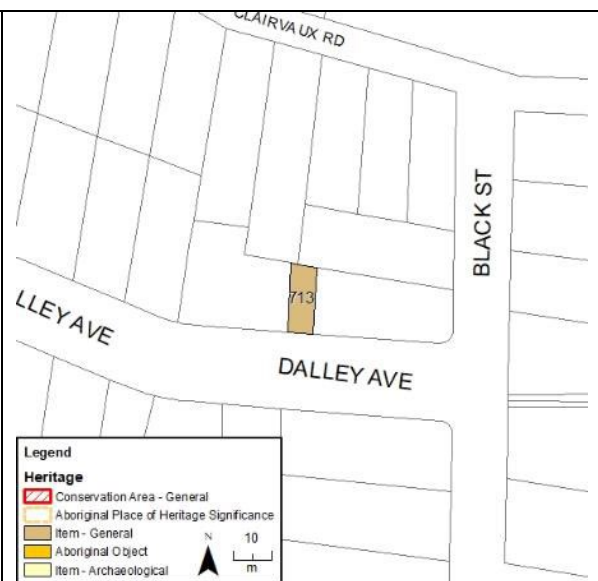 CLAIRVAUX RD
BLACK ST
713
LLEY AVE
DALLEY AVE
Legend
Heritage
Conservation Area - General
Aboriginal Place of Heritage Significance
Item - General
Aboriginal Object
Item - Archaeological
N
10
m